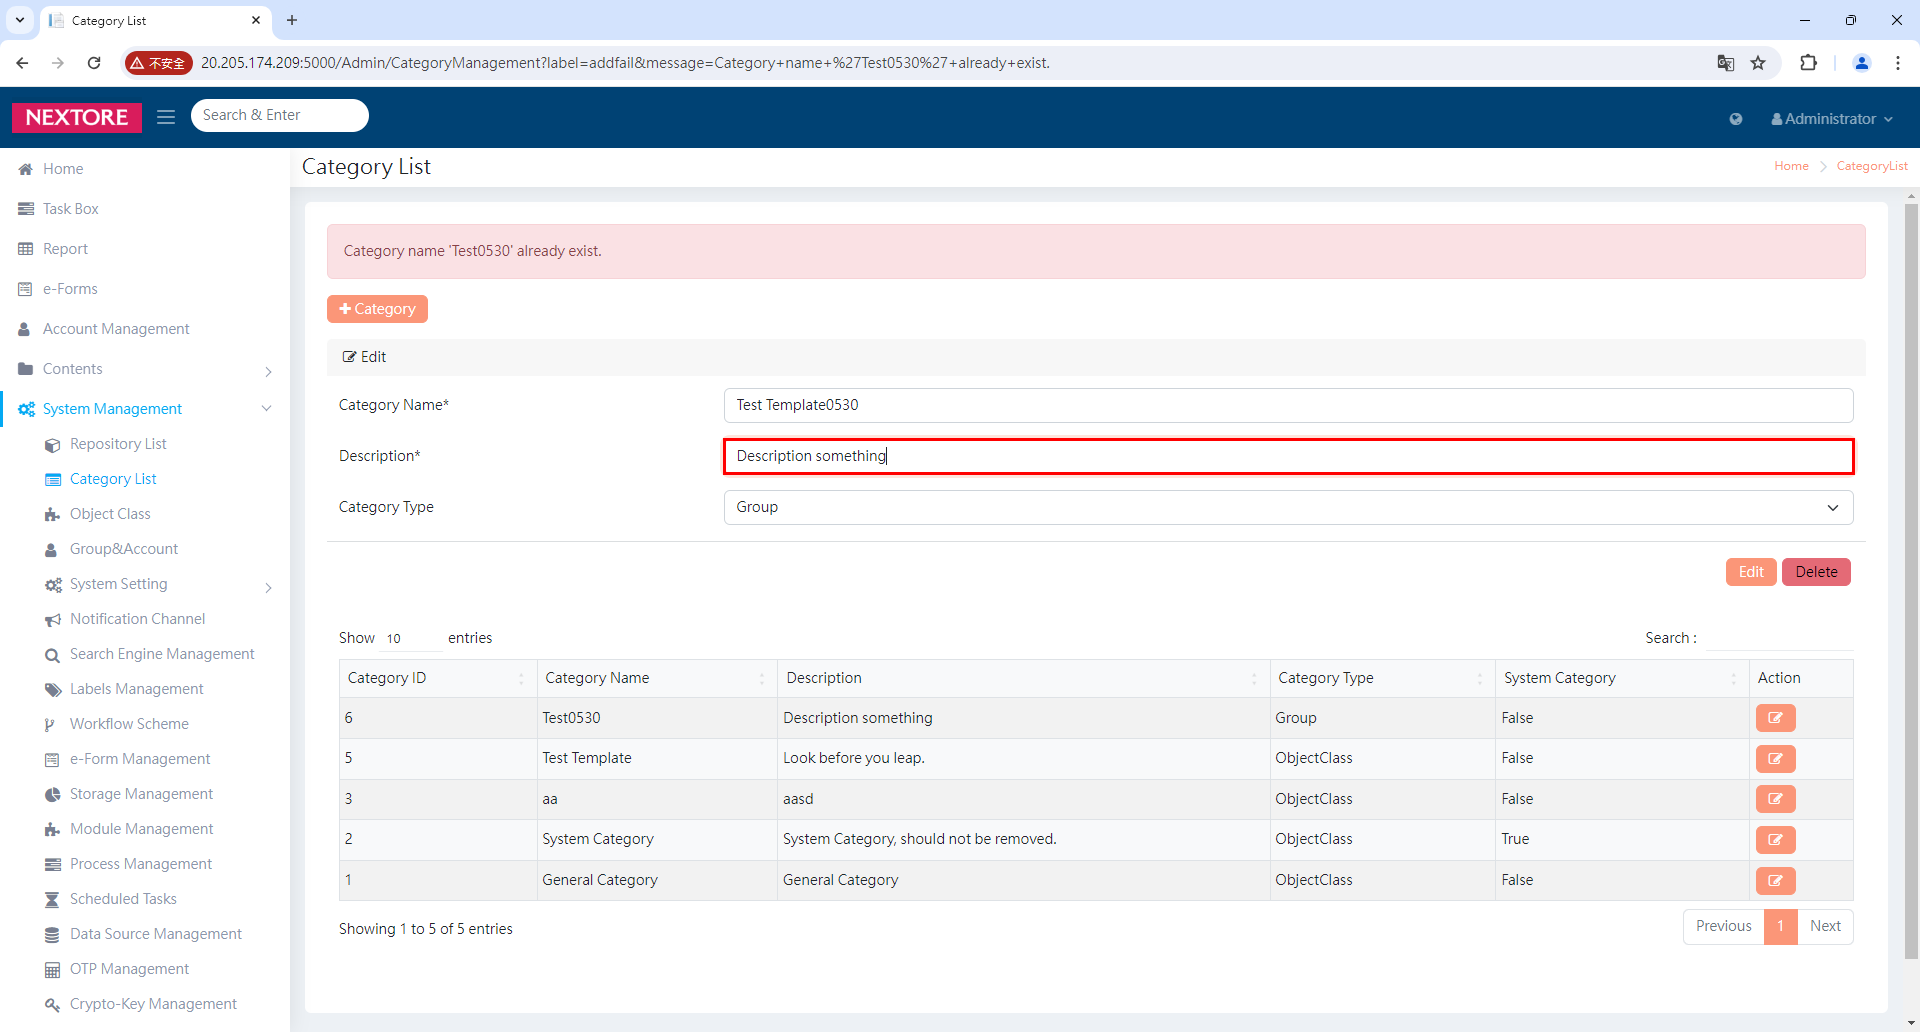 Category List
不安全 20.205.174.209:5000/Admin/CategoryManagement?label=addfail&message=Category+name+%27Test0530%27+already+exist.
NEXTORE Search & Enter Administrator
Category List Home CategoryList
Home
Task Box
Report
e-Forms
Account Management
Contents
System Management
Repository List
Category List
Object Class
Group&Account
System Setting
Notification Channel
Search Engine Management
Labels Management
Workflow Scheme
e-Form Management
Storage Management
Module Management
Process Management
Scheduled Tasks
Data Source Management
OTP Management
Crypto-Key Management
Category name 'Test0530' already exist.
Category
Edit
Category Name* Test Template0530
Description* Description something
Category Type Group
Edit Delete
Show 10 entries Search :
Category ID Category Name Description Category Type System Category Action
6 Test0530 Description something Group False
5 Test Template Look before you leap. ObjectClass False
3 aa aasd ObjectClass False
2 System Category System Category, should not be removed. ObjectClass True
1 General Category General Category ObjectClass False
Showing 1 to 5 of 5 entries Previous 1 Next